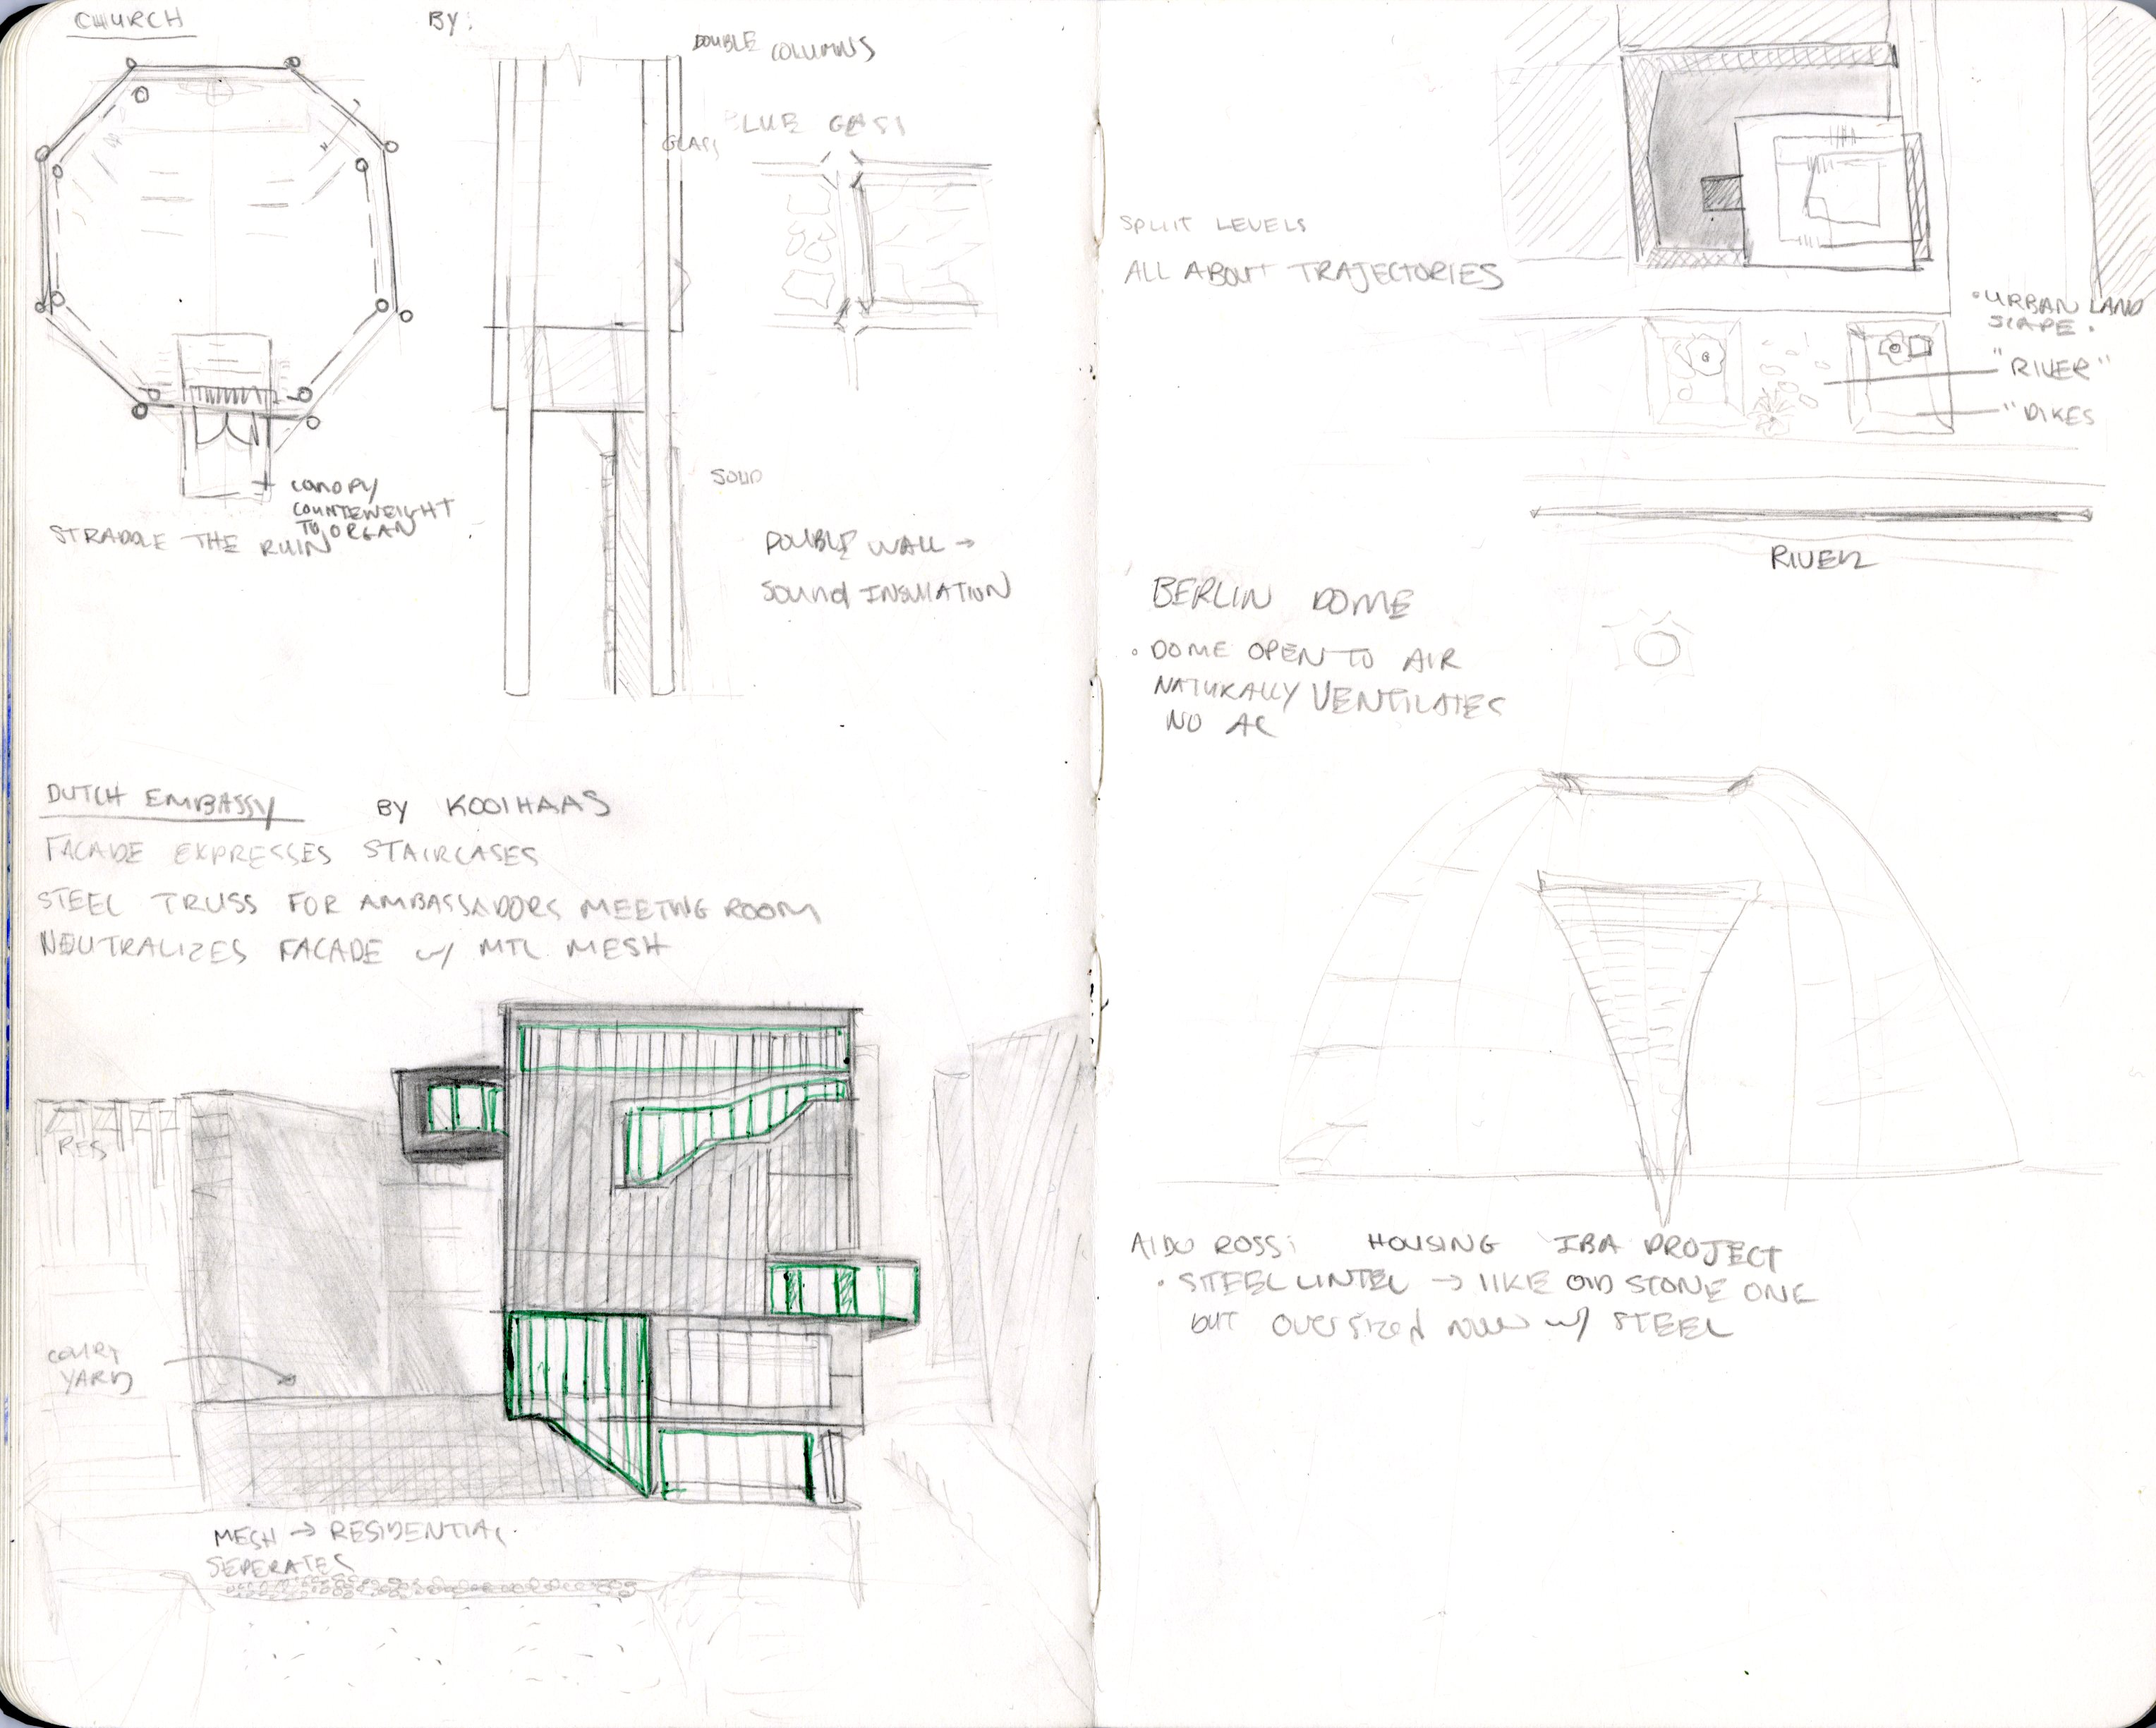 CHURCH
BY:
DOUBLE COLUMNS
BLUE GLASS
GLASS
SOLID
CANOPY
COUNTEWEIGHT
TO ORGAN
STRADDLE THE RUIN
DOUBLE WALL →
SOUND INSULATION
DUTCH EMBASSY BY KOOLHAAS
FACADE EXPRESSES STAIRCASES
STEEL TRUSS FOR AMBASSADORS MEETING ROOM
NEUTRALIZES FACADE w/ MTL MESH
RES
COURT
YARD
MESH → RESIDENTIAL
SEPERATES
SPLIT LEVELS
ALL ABOUT TRAJECTORIES
• URBAN LAND
SCAPE.
"RIVER"
"DIKES
G
RIVER
BERLIN DOME
• DOME OPEN TO AIR
NATURALLY VENTILATES
NO AC
ALDO ROSSI HOUSING IBA PROJECT
• STEEL LINTEL → LIKE OLD STONE ONE
BUT OVERSIZED NOW w/ STEEL